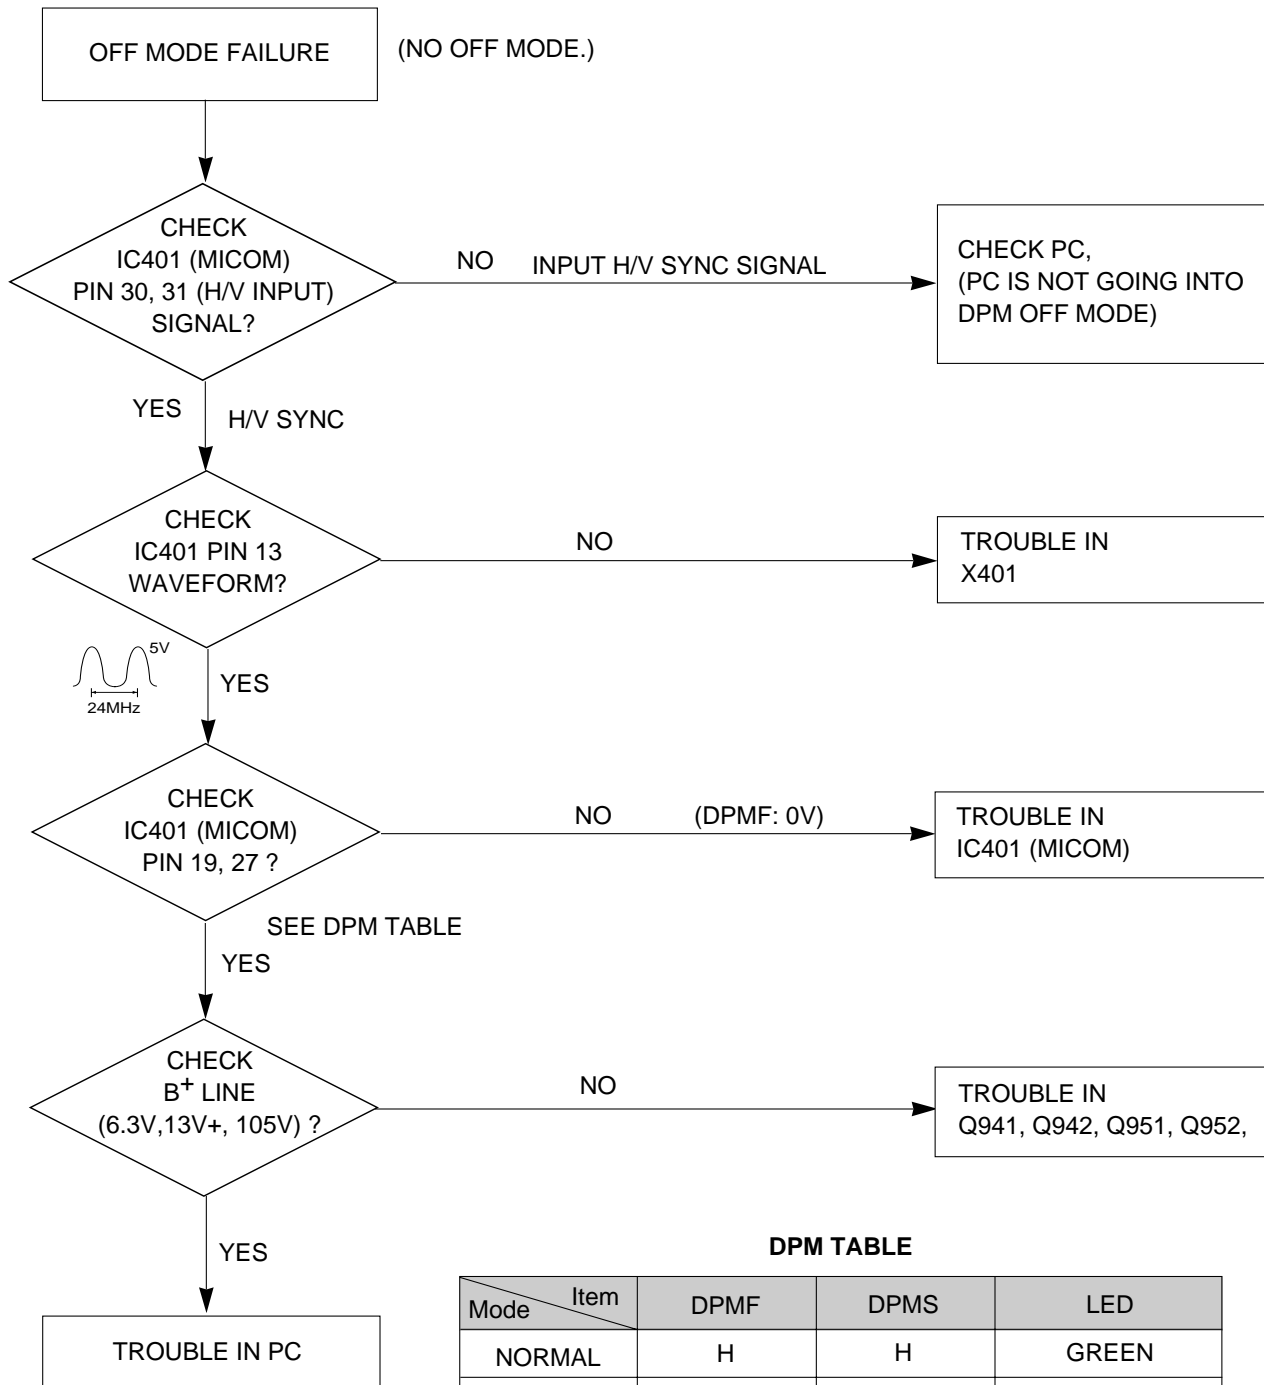 OFF MODE FAILURE
(NO OFF MODE.)
CHECK
IC401 (MICOM)
PIN 30, 31 (H/V INPUT)
SIGNAL?
NO
INPUT H/V SYNC SIGNAL
CHECK PC,
(PC IS NOT GOING INTO
DPM OFF MODE)
YES
H/V SYNC
CHECK
IC401 PIN 13
WAVEFORM?
NO
TROUBLE IN
X401
5V
24MHz
YES
CHECK
IC401 (MICOM)
PIN 19, 27 ?
NO
(DPMF: 0V)
TROUBLE IN
IC401 (MICOM)
SEE DPM TABLE
YES
CHECK
B+ LINE
(6.3V,13V+, 105V) ?
NO
TROUBLE IN
Q941, Q942, Q951, Q952,
YES
TROUBLE IN PC
DPM TABLE
Mode Item DPMF DPMS LED
NORMAL H H GREEN